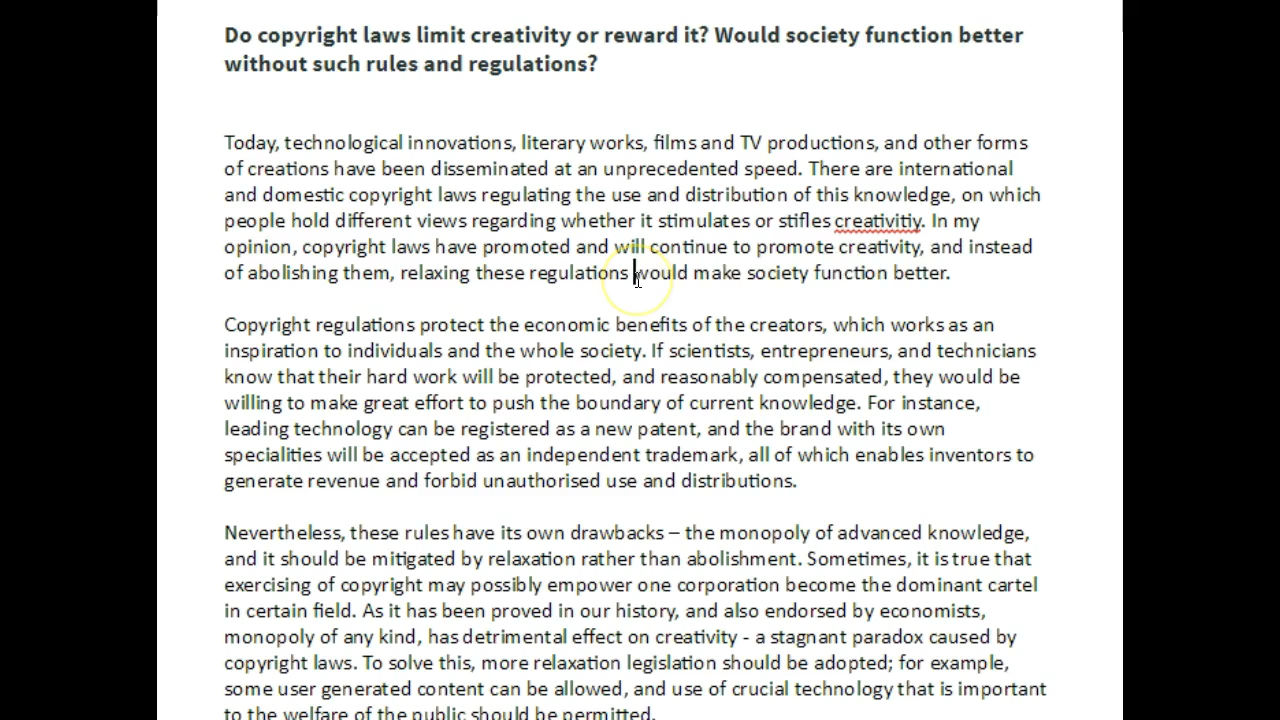 Do copyright laws limit creativity or reward it? Would society function better
without such rules and regulations?
Today, technological innovations, literary works, films and TV productions, and other forms
of creations have been disseminated at an unprecedented speed. There are international
and domestic copyright laws regulating the use and distribution of this knowledge, on which
people hold different views regarding whether it stimulates or stifles creativitiy. In my
opinion, copyright laws have promoted and will continue to promote creativity, and instead
of abolishing them, relaxing these regulations would make society function better.
Copyright regulations protect the economic benefits of the creators, which works as an
inspiration to individuals and the whole society. If scientists, entrepreneurs, and technicians
know that their hard work will be protected, and reasonably compensated, they would be
willing to make great effort to push the boundary of current knowledge. For instance,
leading technology can be registered as a new patent, and the brand with its own
specialities will be accepted as an independent trademark, all of which enables inventors to
generate revenue and forbid unauthorised use and distributions.
Nevertheless, these rules have its own drawbacks – the monopoly of advanced knowledge,
and it should be mitigated by relaxation rather than abolishment. Sometimes, it is true that
exercising of copyright may possibly empower one corporation become the dominant cartel
in certain field. As it has been proved in our history, and also endorsed by economists,
monopoly of any kind, has detrimental effect on creativity - a stagnant paradox caused by
copyright laws. To solve this, more relaxation legislation should be adopted; for example,
some user generated content can be allowed, and use of crucial technology that is important
to the welfare of the public should be permitted.